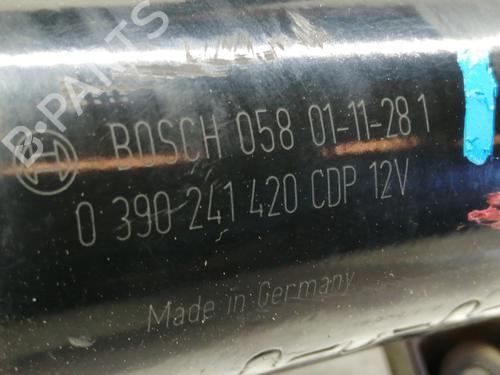 B-PARTS
BOSCH 058 01-11-28 1
0 390 241 420 CDP 12V
Made in Germany